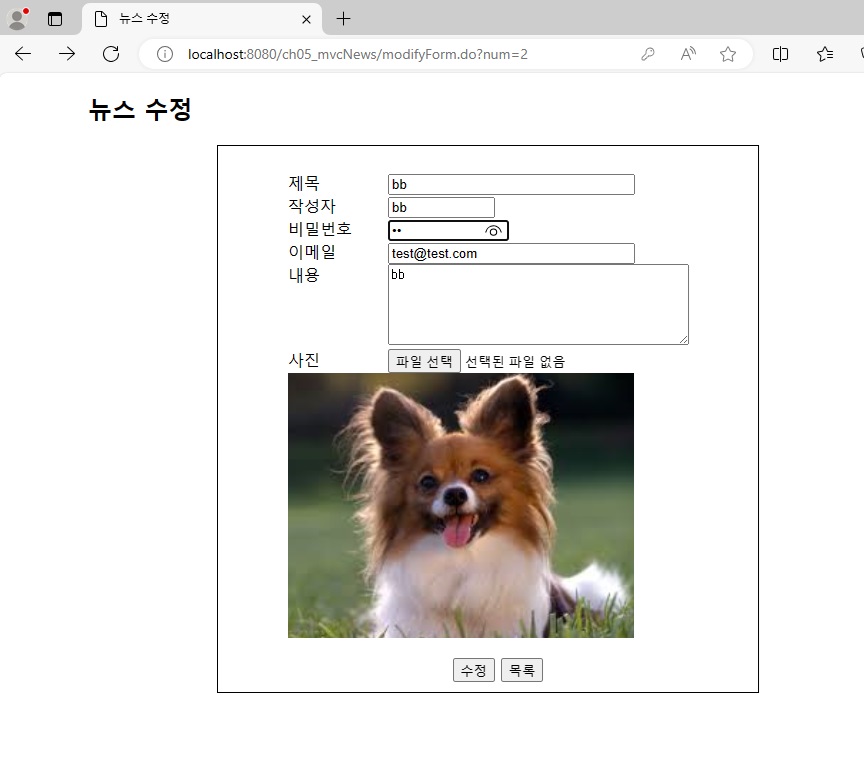 뉴스 수정
localhost:8080/ch05_mvcNews/modifyForm.do?num=2
뉴스 수정
제목 bb
작성자 bb
비밀번호 ••
이메일 test@test.com
내용 bb
사진 파일 선택 선택된 파일 없음
수정 목록